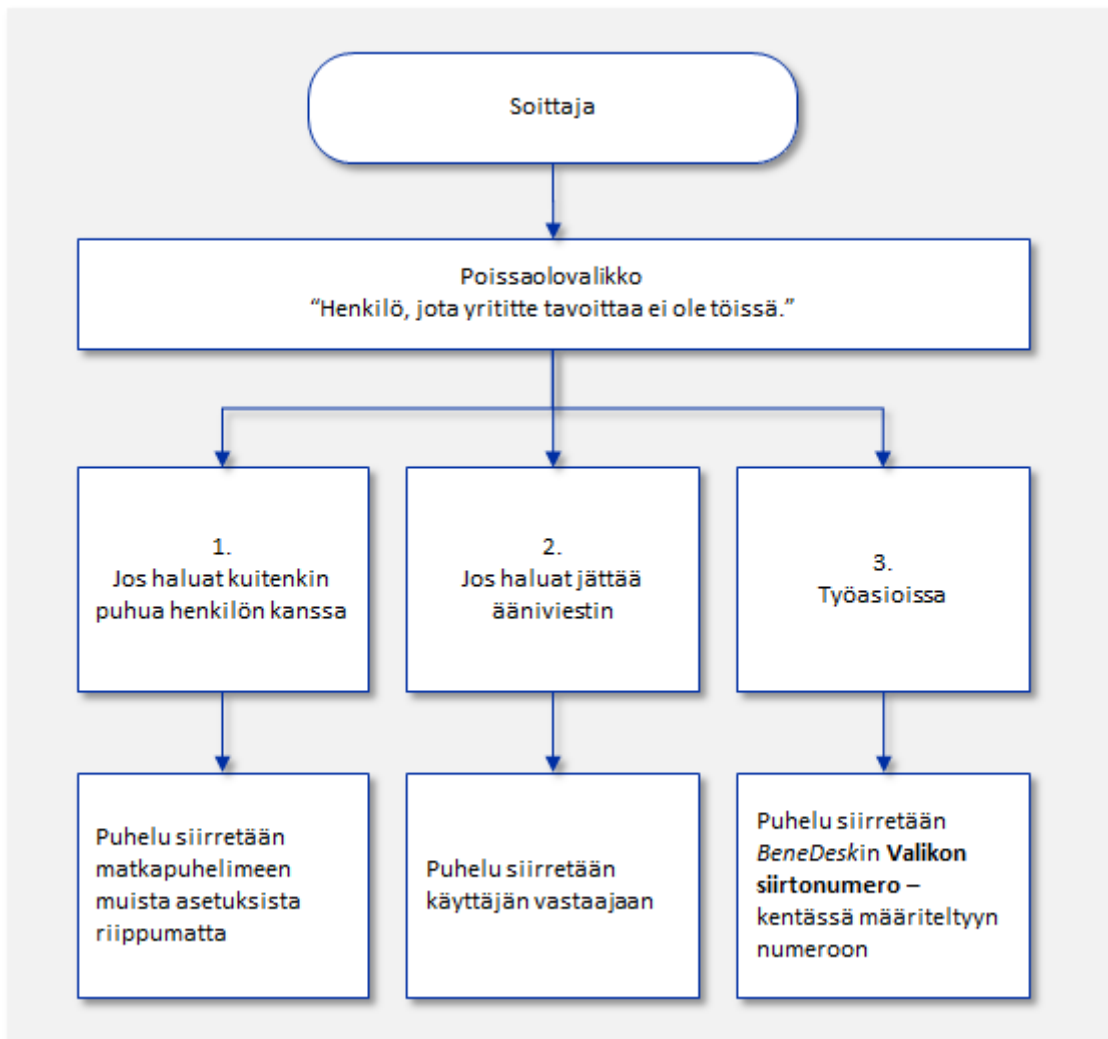 Soittaja
Poissaolovalikko
“Henkilö, jota yrititte tavoittaa ei ole töissä.”
1.
Jos haluat kuitenkin
puhua henkilön kanssa
2.
Jos haluat jättää
ääniviestin
3.
Työasioissa
Puhelu siirretään
matkapuhelimeen
muista asetuksista
riippumatta
Puhelu siirretään
käyttäjän vastaajaan
Puhelu siirretään
BeneDeskin Valikon
siirtonumero –
kentässä määriteltyyn
numeroon